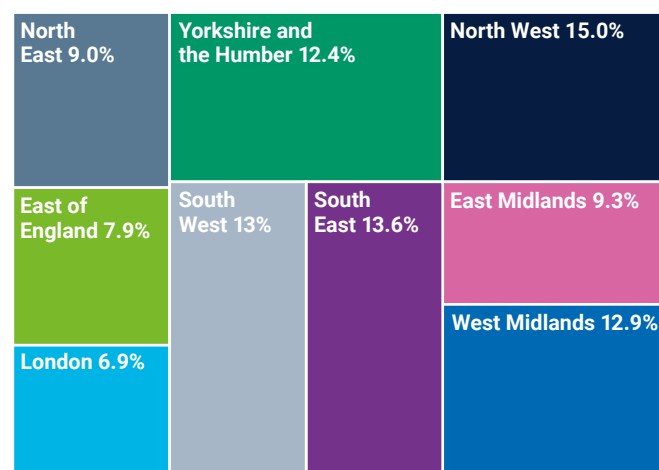 North
East 9.0%
Yorkshire and
the Humber 12.4%
North West 15.0%
East of
England 7.9%
South
West 13%
South
East 13.6%
East Midlands 9.3%
West Midlands 12.9%
London 6.9%